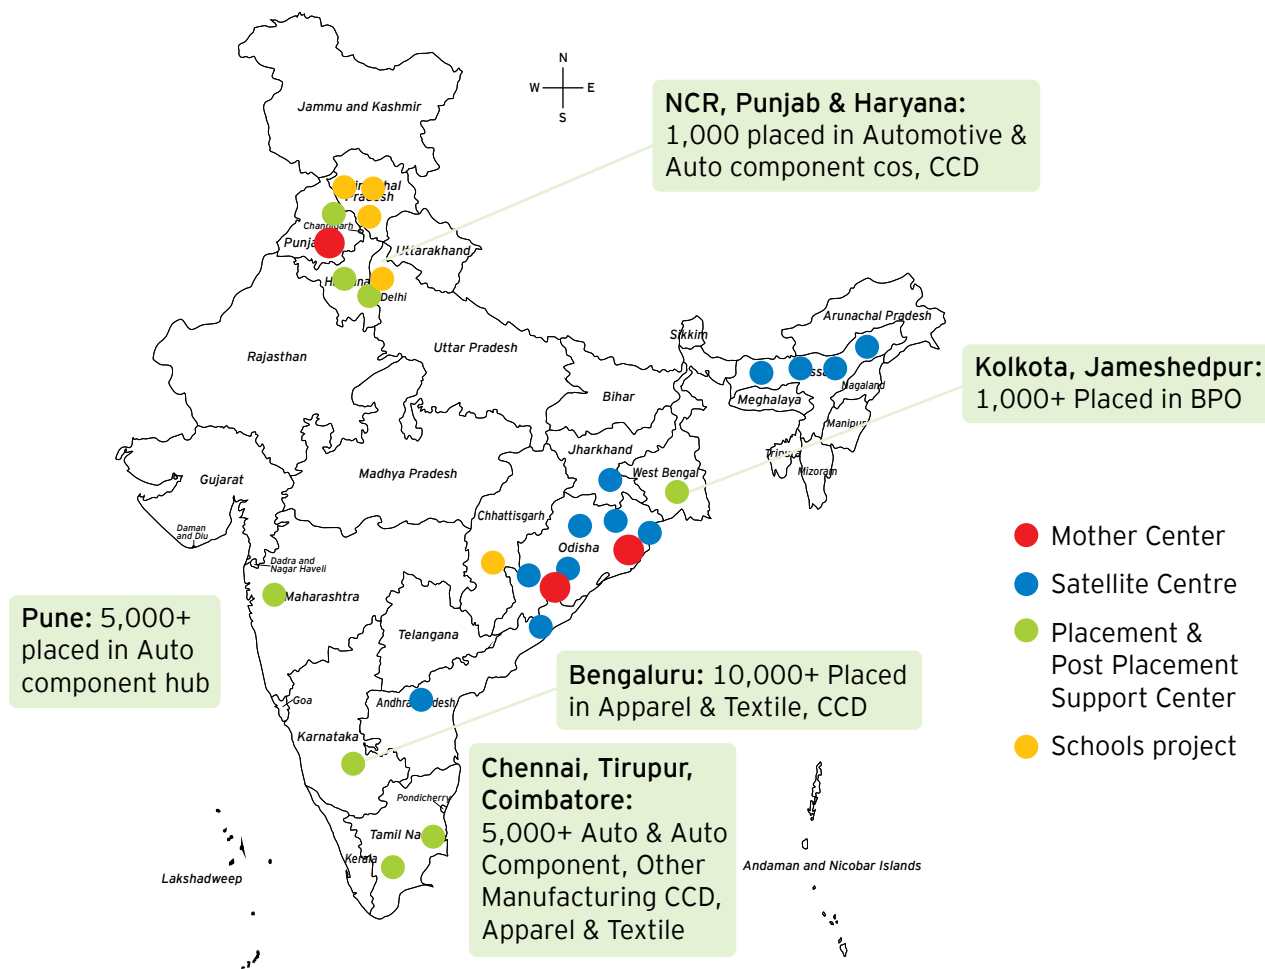 N
W E
S
Jammu and Kashmir
NCR, Punjab & Haryana:
1,000 placed in Automotive &
Auto component cos, CCD
Pradesh
Chandigarh
Uttarakhand
Delhi
Arunachal Pradesh
Sikkim
Rajasthan
Uttar Pradesh
Nagaland
Meghalaya
Bihar
Manipur
Kolkota, Jameshedpur:
1,000+ Placed in BPO
Jharkhand
Tripura
West Bengal
Mizoram
Madhya Pradesh
Gujarat
Chhattisgarh
Daman
and Diu
Odisha
Dadra and
Nagar Haveli
Maharashtra
Mother Center
Satellite Centre
Placement &
Post Placement
Support Center
Schools project
Pune: 5,000+
placed in Auto
component hub
Telangana
Bengaluru: 10,000+ Placed
in Apparel & Textile, CCD
Goa
Karnataka
Chennai, Tirupur,
Coimbatore:
5,000+ Auto & Auto
Component, Other
Manufacturing CCD,
Apparel & Textile
Pondicherry
Tamil
Kerala
Lakshadweep
Andaman and Nicobar Islands